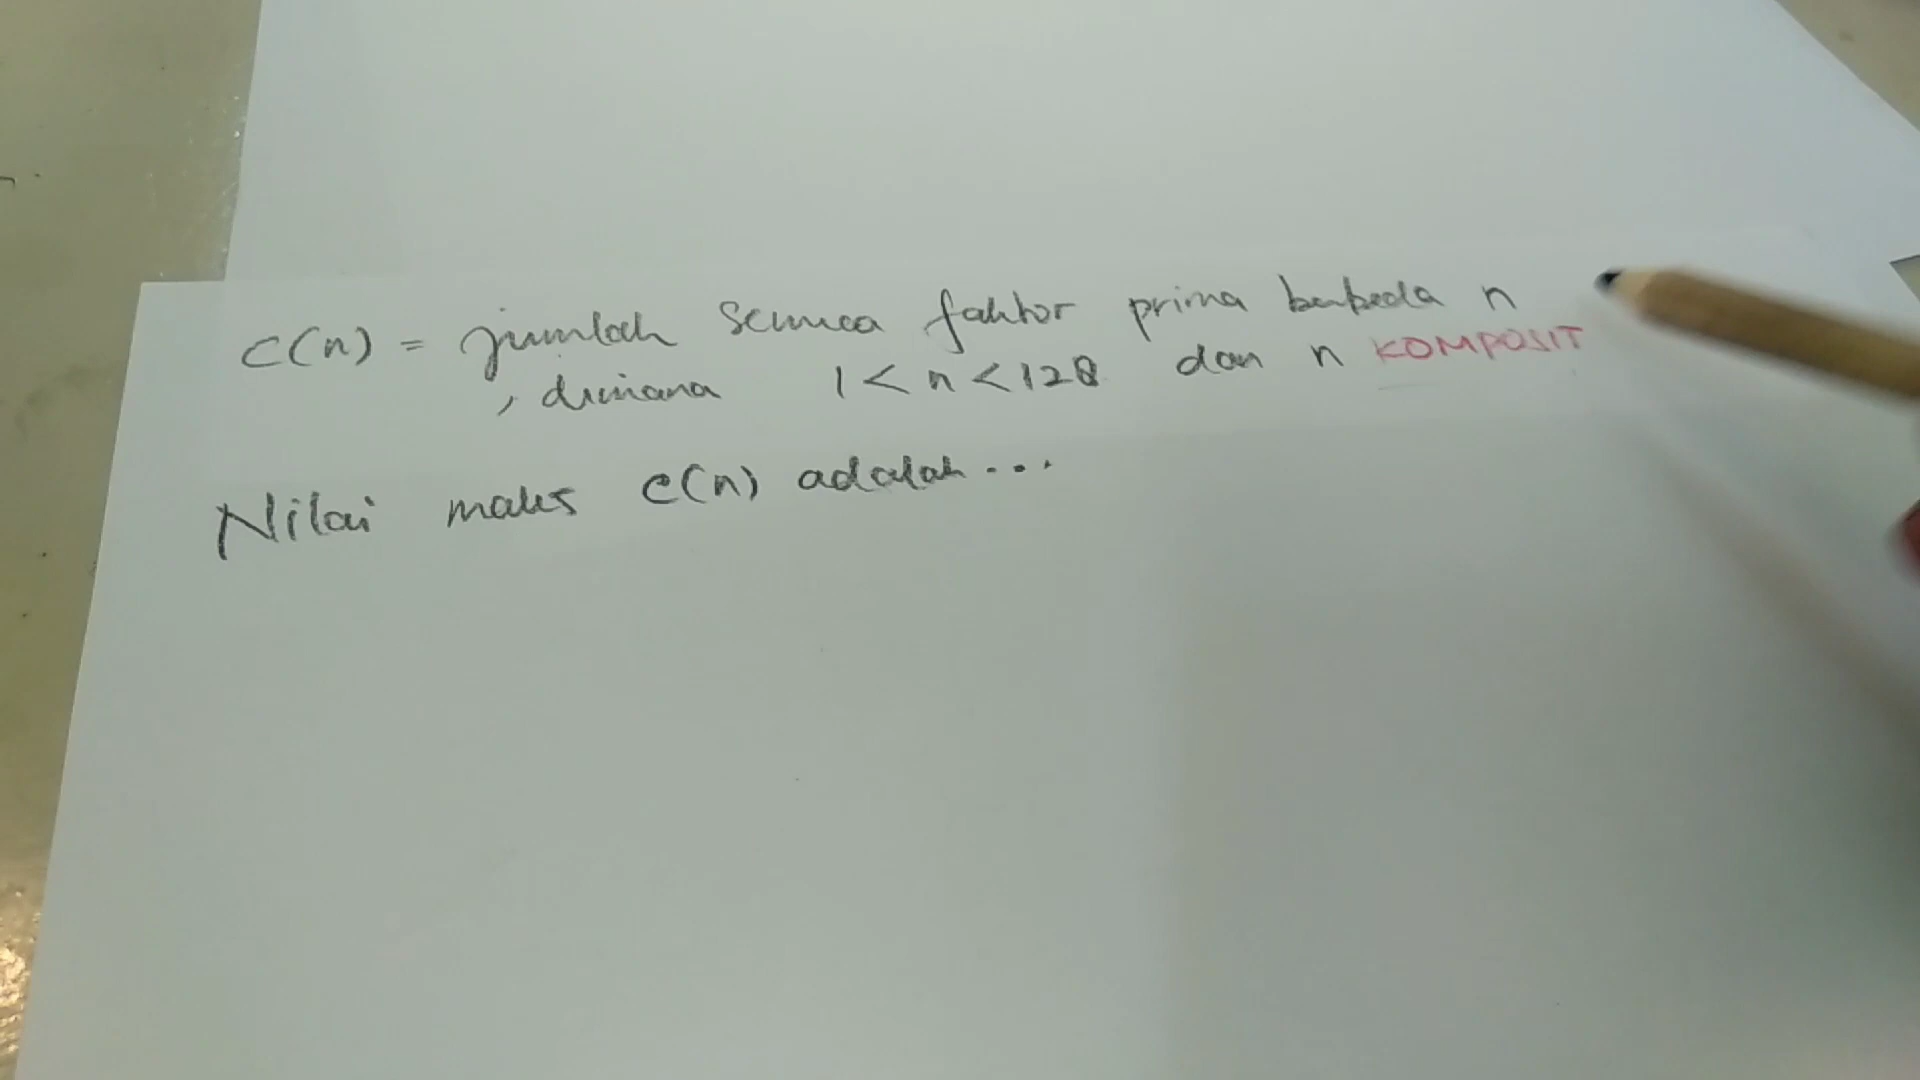 C(n) = jumlah semua faktor prima berbeda n
, dimana 1 < n < 128 dan n KOMPOSIT
Nilai maks C(n) adalah...